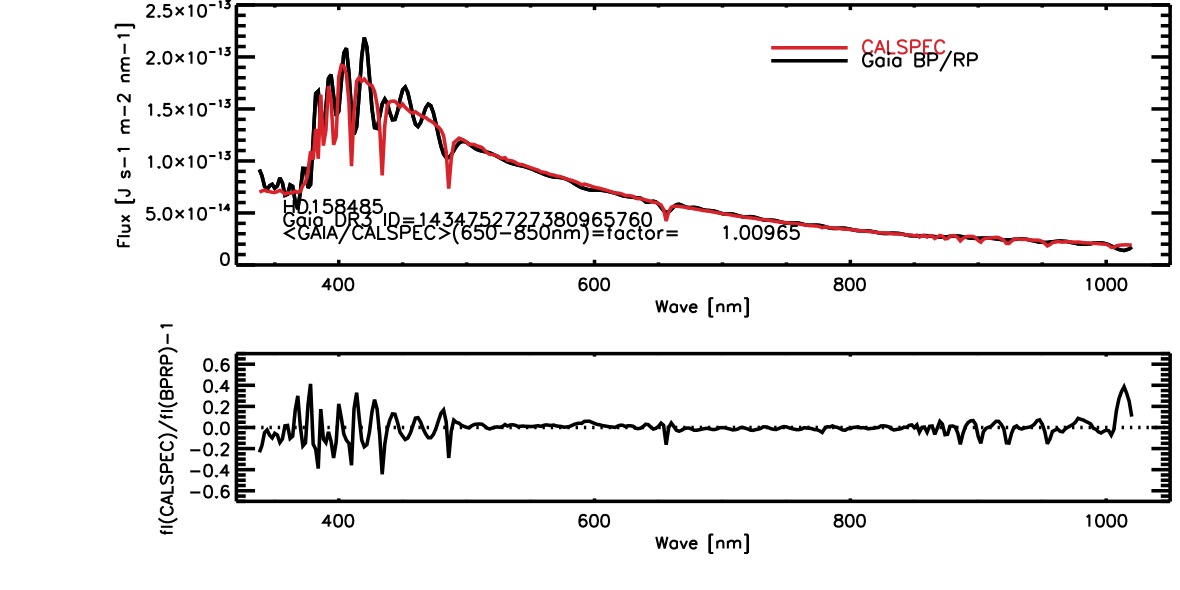 2.5×10⁻¹³
2.0×10⁻¹³
1.5×10⁻¹³
1.0×10⁻¹³
5.0×10⁻¹⁴
0
Flux [J s−1 m−2 nm−1]
CALSPEC
Gaia BP/RP
HD158485
Gaia DR3 ID=1434752727380965760
<GAIA/CALSPEC>(650−850nm)=factor= 1.00965
400 600 800 1000
Wave [nm]
fl(CALSPEC)/fl(BPRP)−1
0.6
0.4
0.2
0.0
−0.2
−0.4
−0.6
400 600 800 1000
Wave [nm]